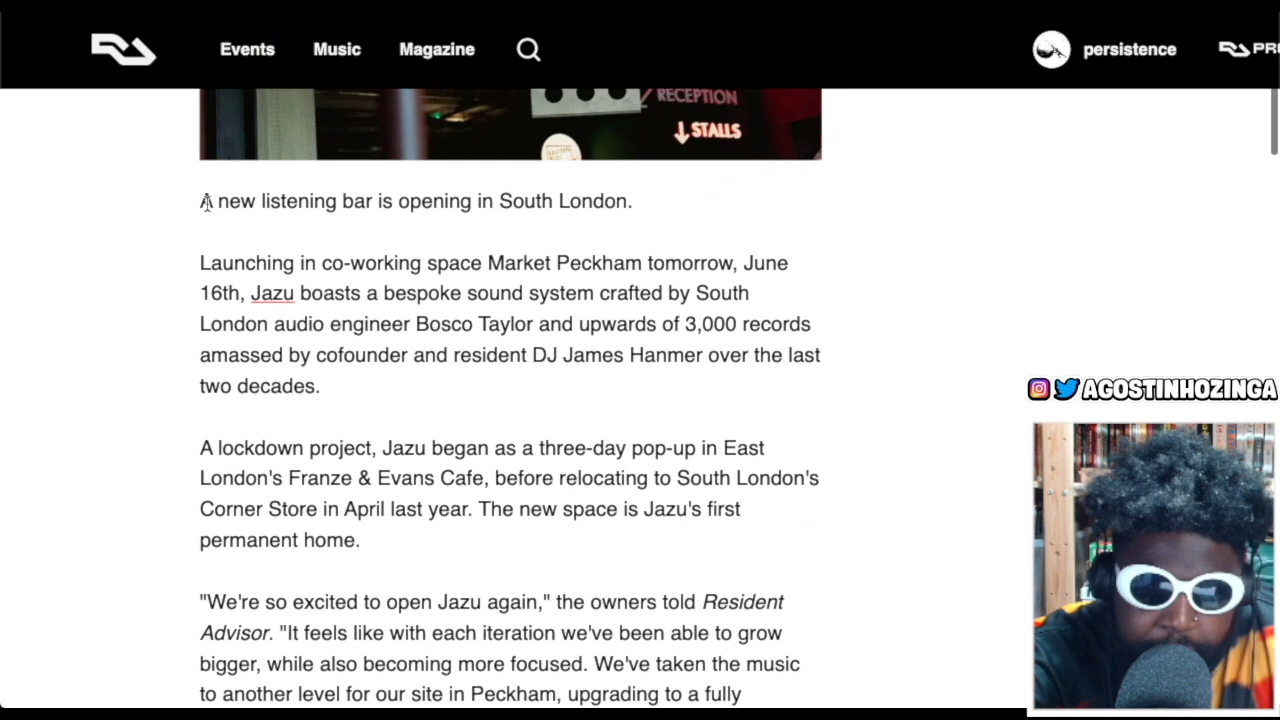 Events Music Magazine
persistence
PR
RECEPTION
↓ STALLS
A new listening bar is opening in South London.
Launching in co-working space Market Peckham tomorrow, June
16th, Jazu boasts a bespoke sound system crafted by South
London audio engineer Bosco Taylor and upwards of 3,000 records
amassed by cofounder and resident DJ James Hanmer over the last
two decades.
A lockdown project, Jazu began as a three-day pop-up in East
London's Franze & Evans Cafe, before relocating to South London's
Corner Store in April last year. The new space is Jazu's first
permanent home.
"We're so excited to open Jazu again," the owners told Resident
Advisor. "It feels like with each iteration we've been able to grow
bigger, while also becoming more focused. We've taken the music
to another level for our site in Peckham, upgrading to a fully
AGOSTINHOZINGA